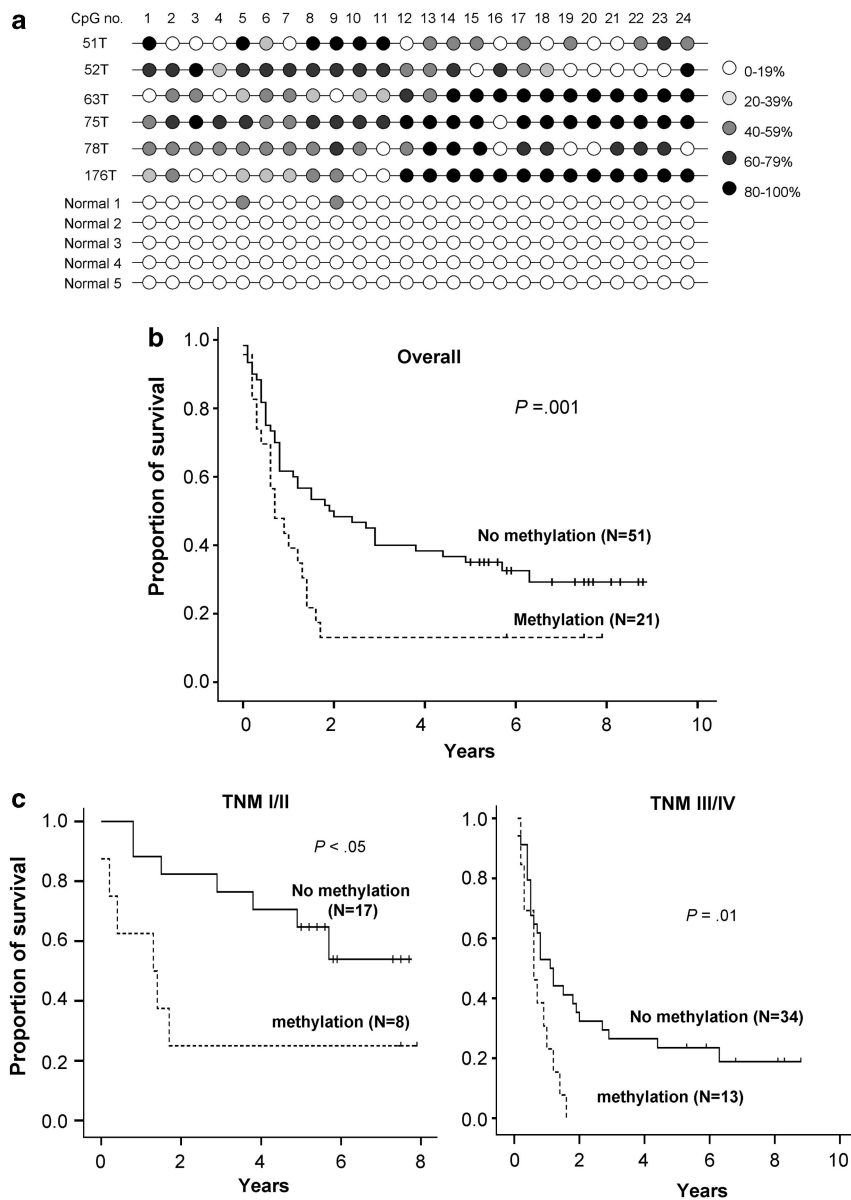 a
CpG no. 1 2 3 4 5 6 7 8 9 10 11 12 13 14 15 16 17 18 19 20 21 22 23 24
51T
52T
63T
75T
78T
176T
Normal 1
Normal 2
Normal 3
Normal 4
Normal 5
0-19%
20-39%
40-59%
60-79%
80-100%
b
Overall
P =.001
No methylation (N=51)
Methylation (N=21)
Proportion of survival
1.0
0.8
0.6
0.4
0.2
0.0
0 2 4 6 8 10
Years
c
TNM I/II
P < .05
No methylation
(N=17)
methylation (N=8)
Proportion of survival
1.0
0.8
0.6
0.4
0.2
0.0
0 2 4 6 8
Years
TNM III/IV
P = .01
No methylation (N=34)
methylation (N=13)
1.0
0.8
0.6
0.4
0.2
0.0
0 2 4 6 8 10
Years